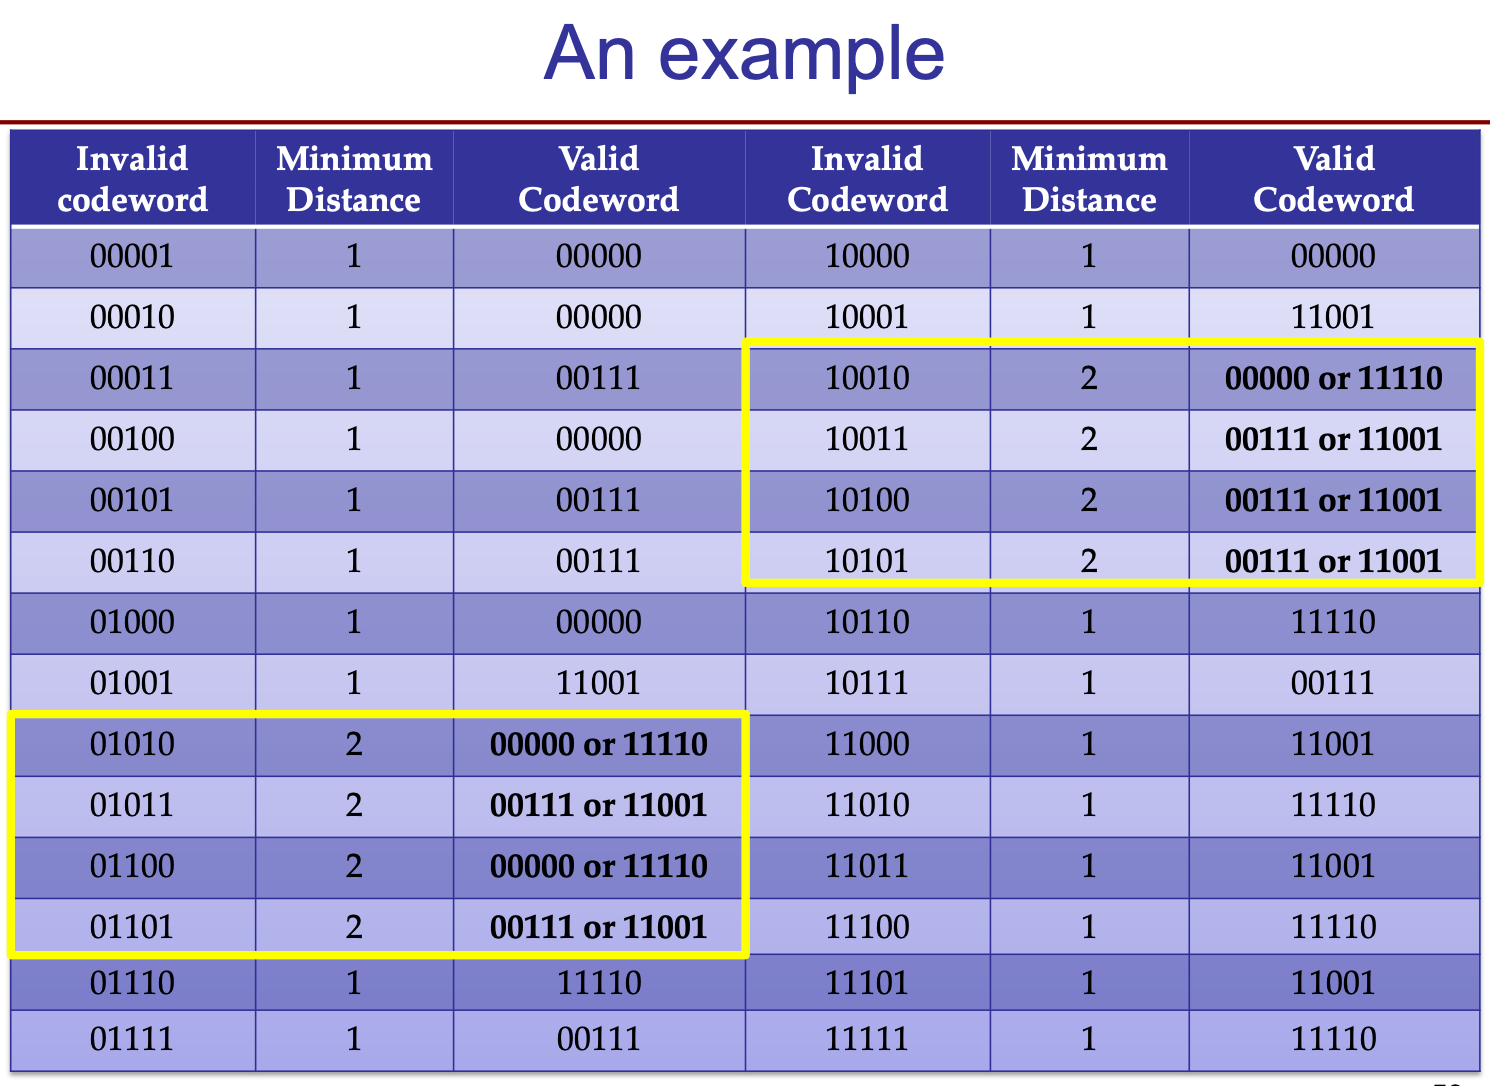 An example
Invalid codeword Minimum Distance Valid Codeword Invalid Codeword Minimum Distance Valid Codeword
00001 1 00000 10000 1 00000
00010 1 00000 10001 1 11001
00011 1 00111 10010 2 00000 or 11110
00100 1 00000 10011 2 00111 or 11001
00101 1 00111 10100 2 00111 or 11001
00110 1 00111 10101 2 00111 or 11001
01000 1 00000 10110 1 11110
01001 1 11001 10111 1 00111
01010 2 00000 or 11110 11000 1 11001
01011 2 00111 or 11001 11010 1 11110
01100 2 00000 or 11110 11011 1 11001
01101 2 00111 or 11001 11100 1 11110
01110 1 11110 11101 1 11001
01111 1 00111 11111 1 11110